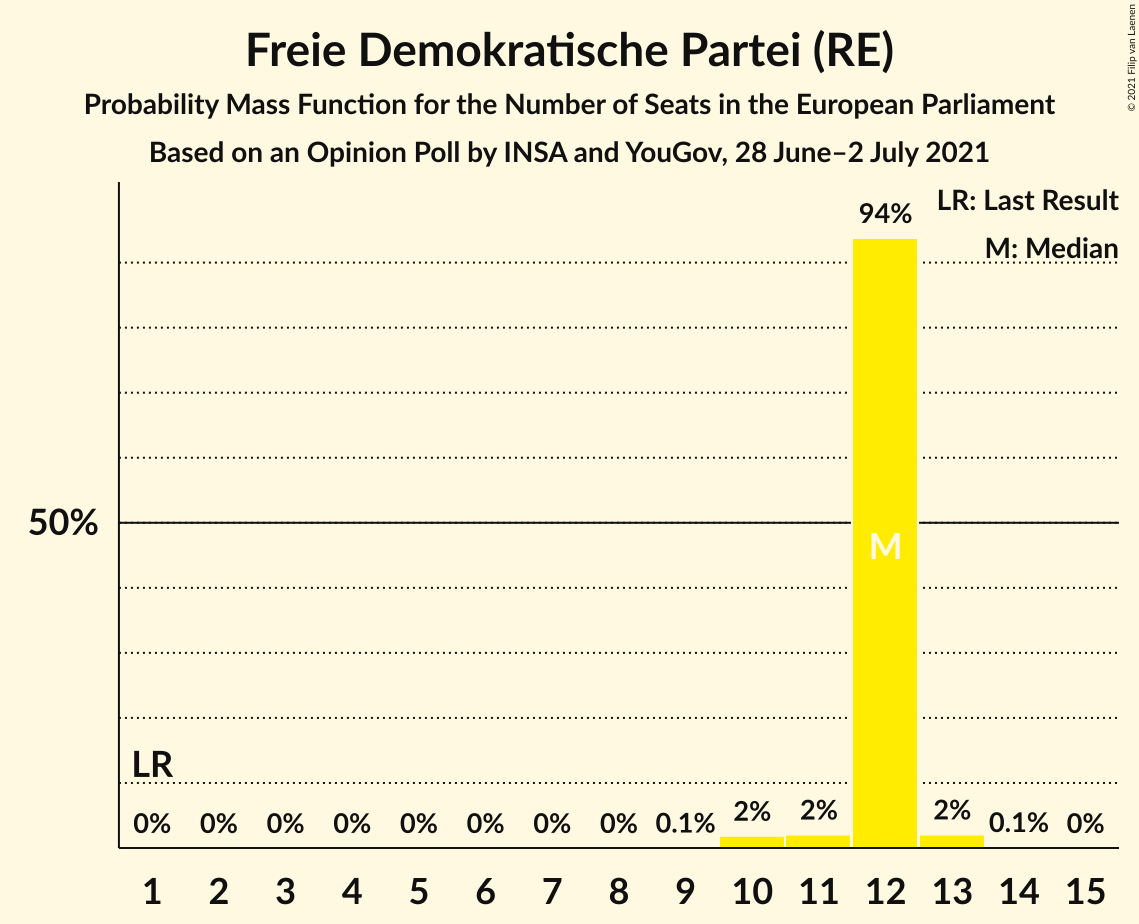 Freie Demokratische Partei (RE)
Probability Mass Function for the Number of Seats in the European Parliament
Based on an Opinion Poll by INSA and YouGov, 28 June–2 July 2021
© 2021 Filip van Laenen
LR: Last Result
M: Median
94%
50%
M
LR
0% 0% 0% 0% 0% 0% 0% 0% 0.1% 2% 2% 2% 0.1% 0%
1 2 3 4 5 6 7 8 9 10 11 12 13 14 15